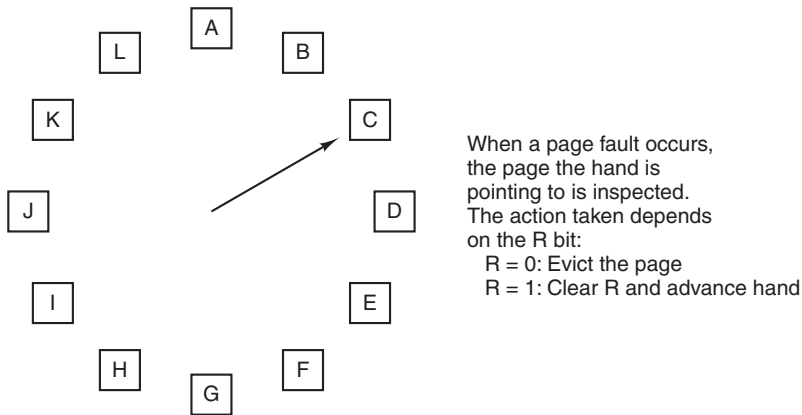 A
L
B
K
C
J
D
I
E
H
F
G
When a page fault occurs,
the page the hand is
pointing to is inspected.
The action taken depends
on the R bit:
R = 0: Evict the page
R = 1: Clear R and advance hand